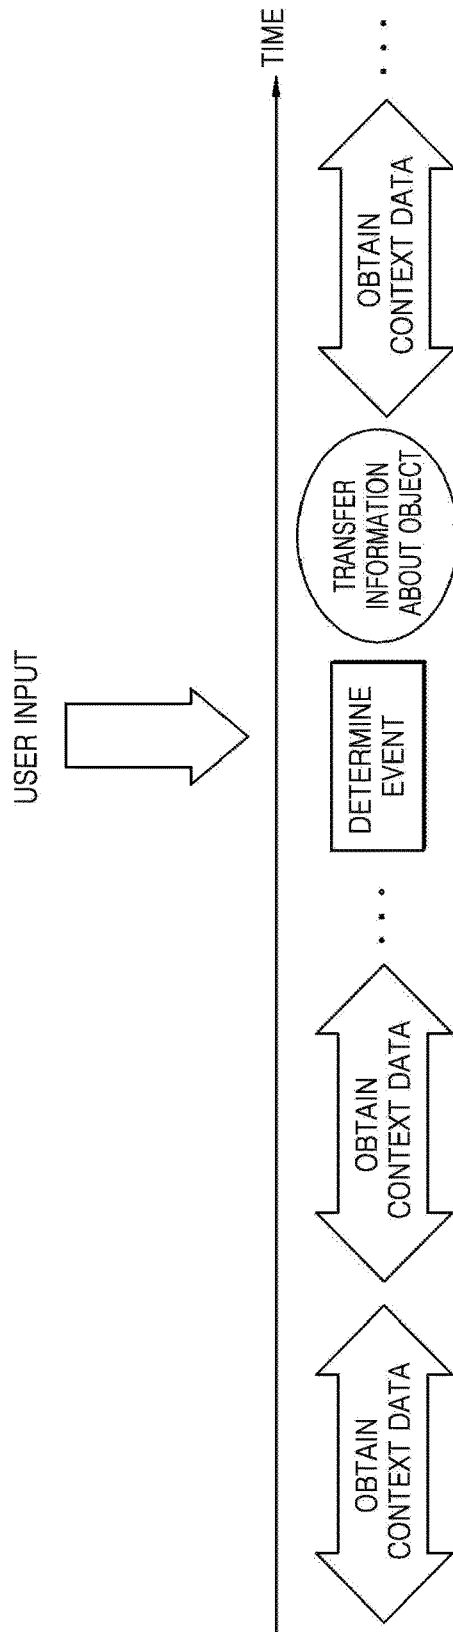 USER INPUT
TIME
OBTAIN
CONTEXT DATA
OBTAIN
CONTEXT DATA
...
DETERMINE
EVENT
TRANSFER
INFORMATION
ABOUT OBJECT
OBTAIN
CONTEXT DATA
...